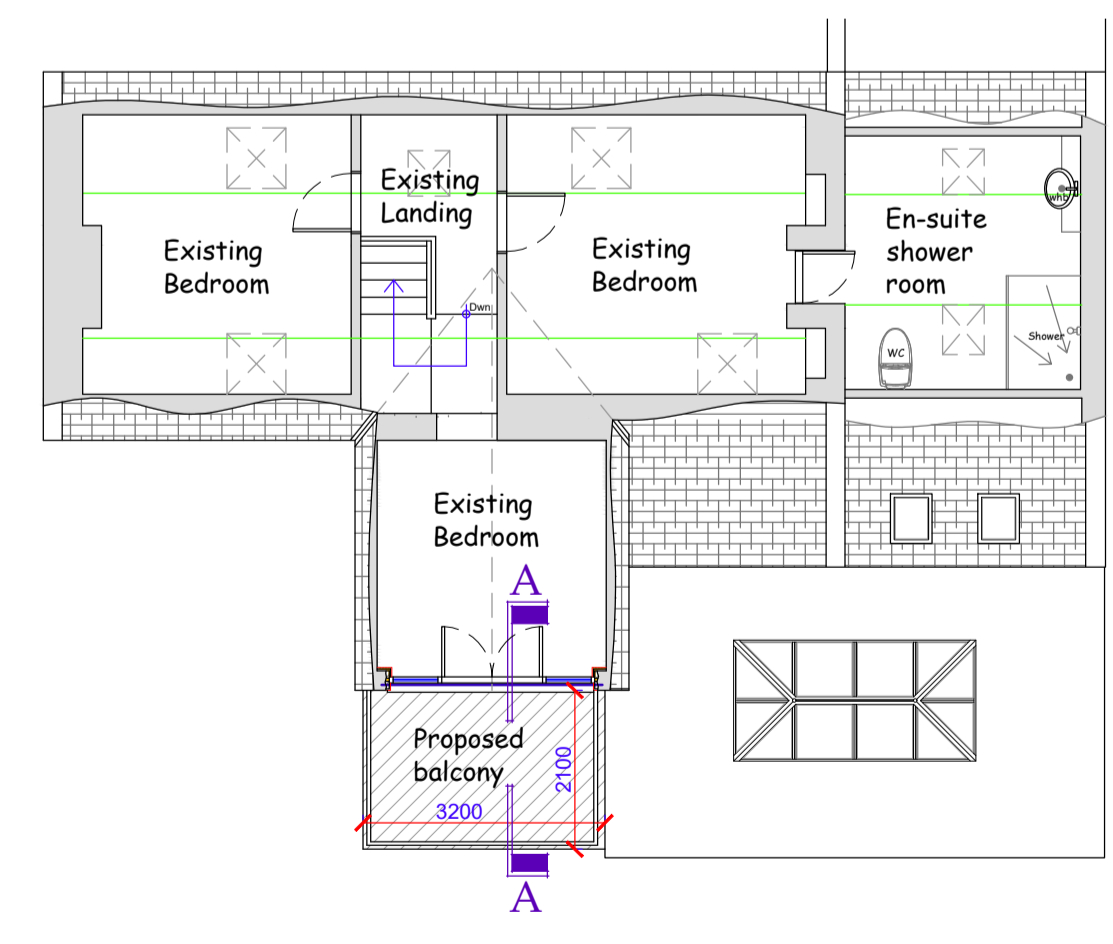 Existing
Landing
Existing
Bedroom
Existing
Bedroom
En-suite
shower
room
whb
Dwn
WC
Shower
Existing
Bedroom
A
Proposed
balcony
2100
3200
A